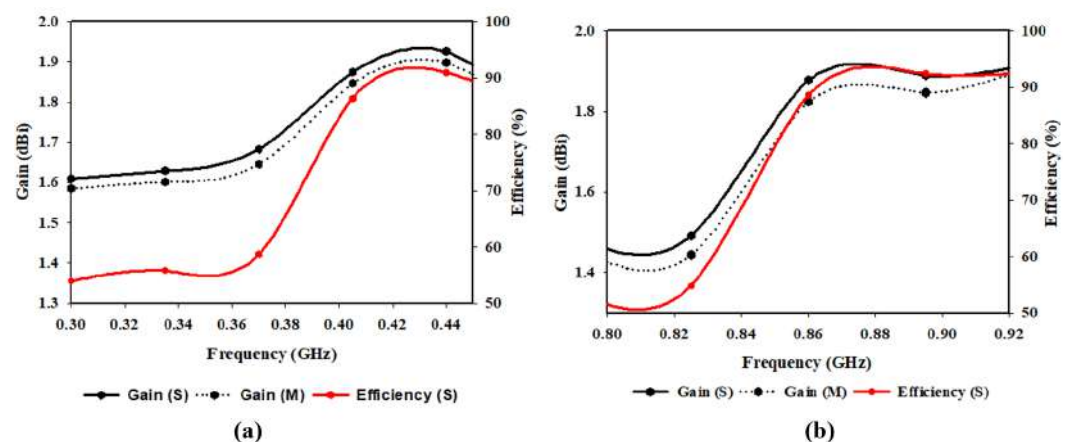 2.0
1.9
1.8
1.7
1.6
1.5
1.4
1.3
Gain (dBi)
100
90
80
70
60
50
Efficiency (%)
0.30 0.32 0.34 0.36 0.38 0.40 0.42 0.44
Frequency (GHz)
Gain (S) Gain (M) Efficiency (S)
(a)
2.0
1.8
1.6
1.4
Gain (dBi)
100
90
80
70
60
50
Efficiency (%)
0.80 0.82 0.84 0.86 0.88 0.90 0.92
Frequency (GHz)
Gain (S) Gain (M) Efficiency (S)
(b)